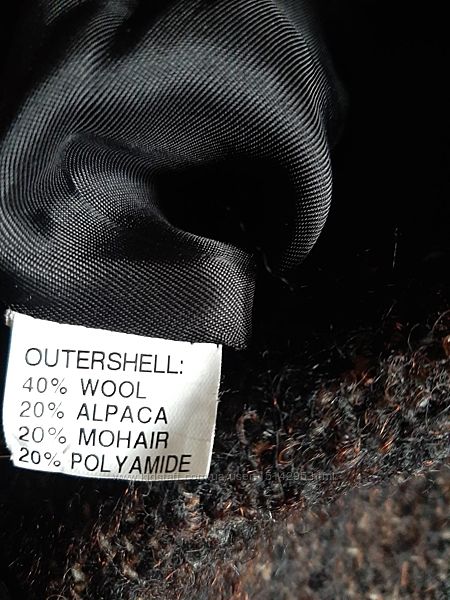 OUTERSHELL:
40% WOOL
20% ALPACA
20% MOHAIR
20% POLYAMIDE